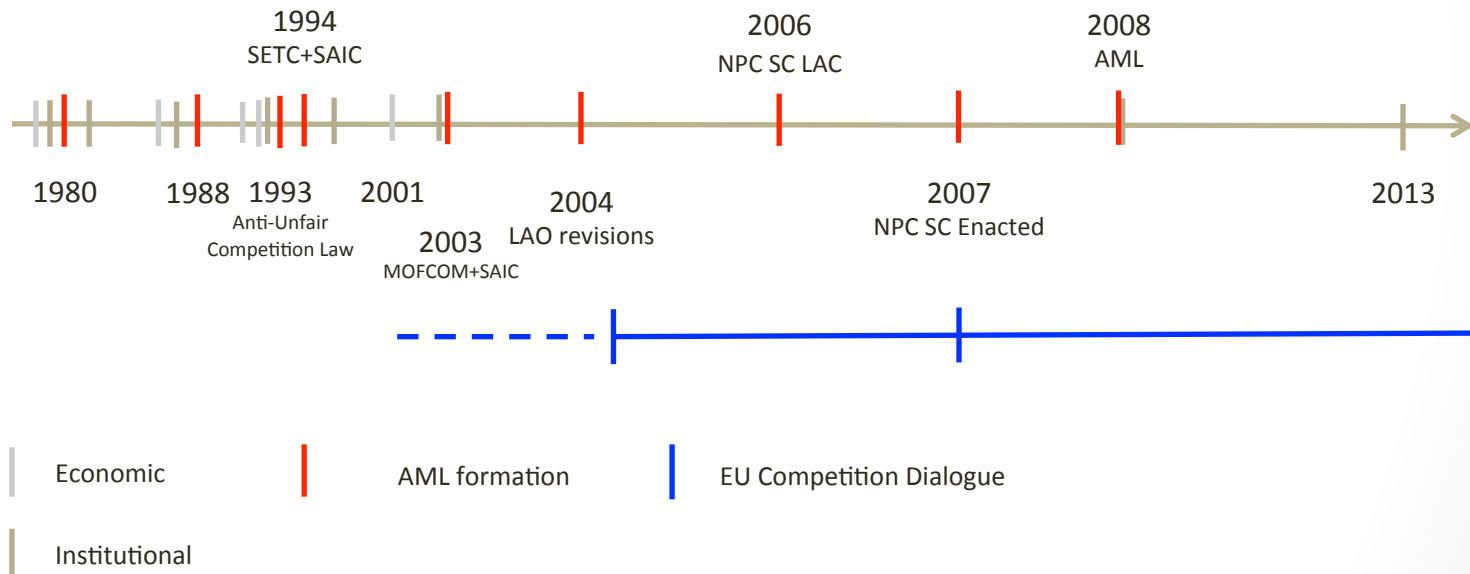 1994
SETC+SAIC
2006
NPC SC LAC
2008
AML
1980
1988
1993
Anti-Unfair
Competition Law
2001
2003
MOFCOM+SAIC
2004
LAO revisions
2007
NPC SC Enacted
2013
Economic
AML formation
EU Competition Dialogue
Institutional